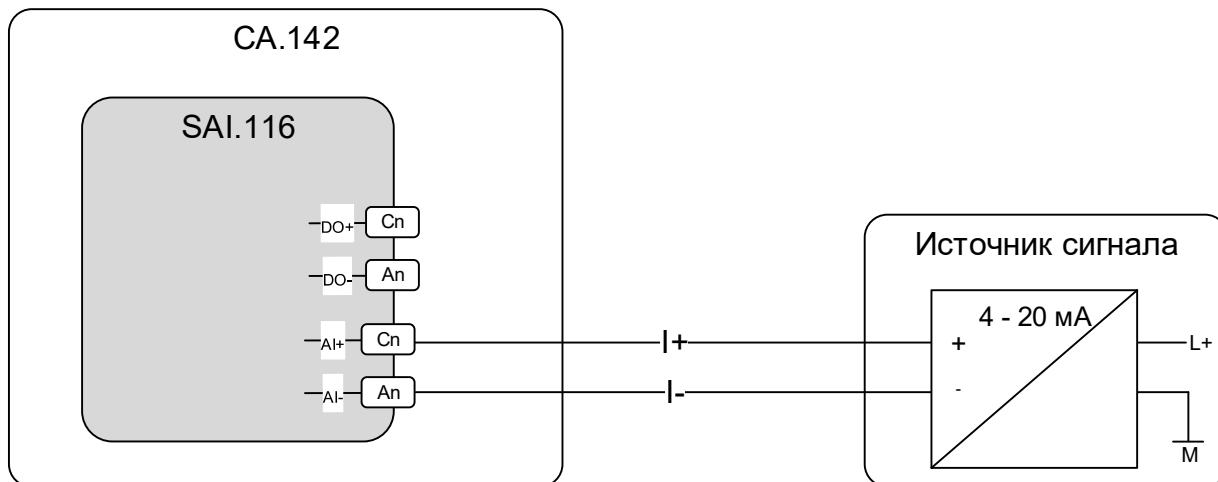 CA.142
SAI.116
DO+
Cn
DO-
An
Источник сигнала
AI+
Cn
I+
4 - 20 мА
+
L+
AI-
An
I-
-
M